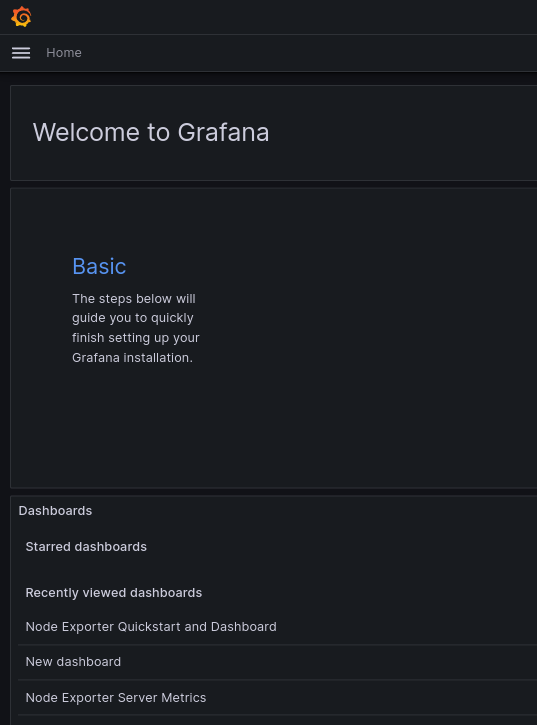 Home
Welcome to Grafana
Basic
The steps below will
guide you to quickly
finish setting up your
Grafana installation.
Dashboards
Starred dashboards
Recently viewed dashboards
Node Exporter Quickstart and Dashboard
New dashboard
Node Exporter Server Metrics